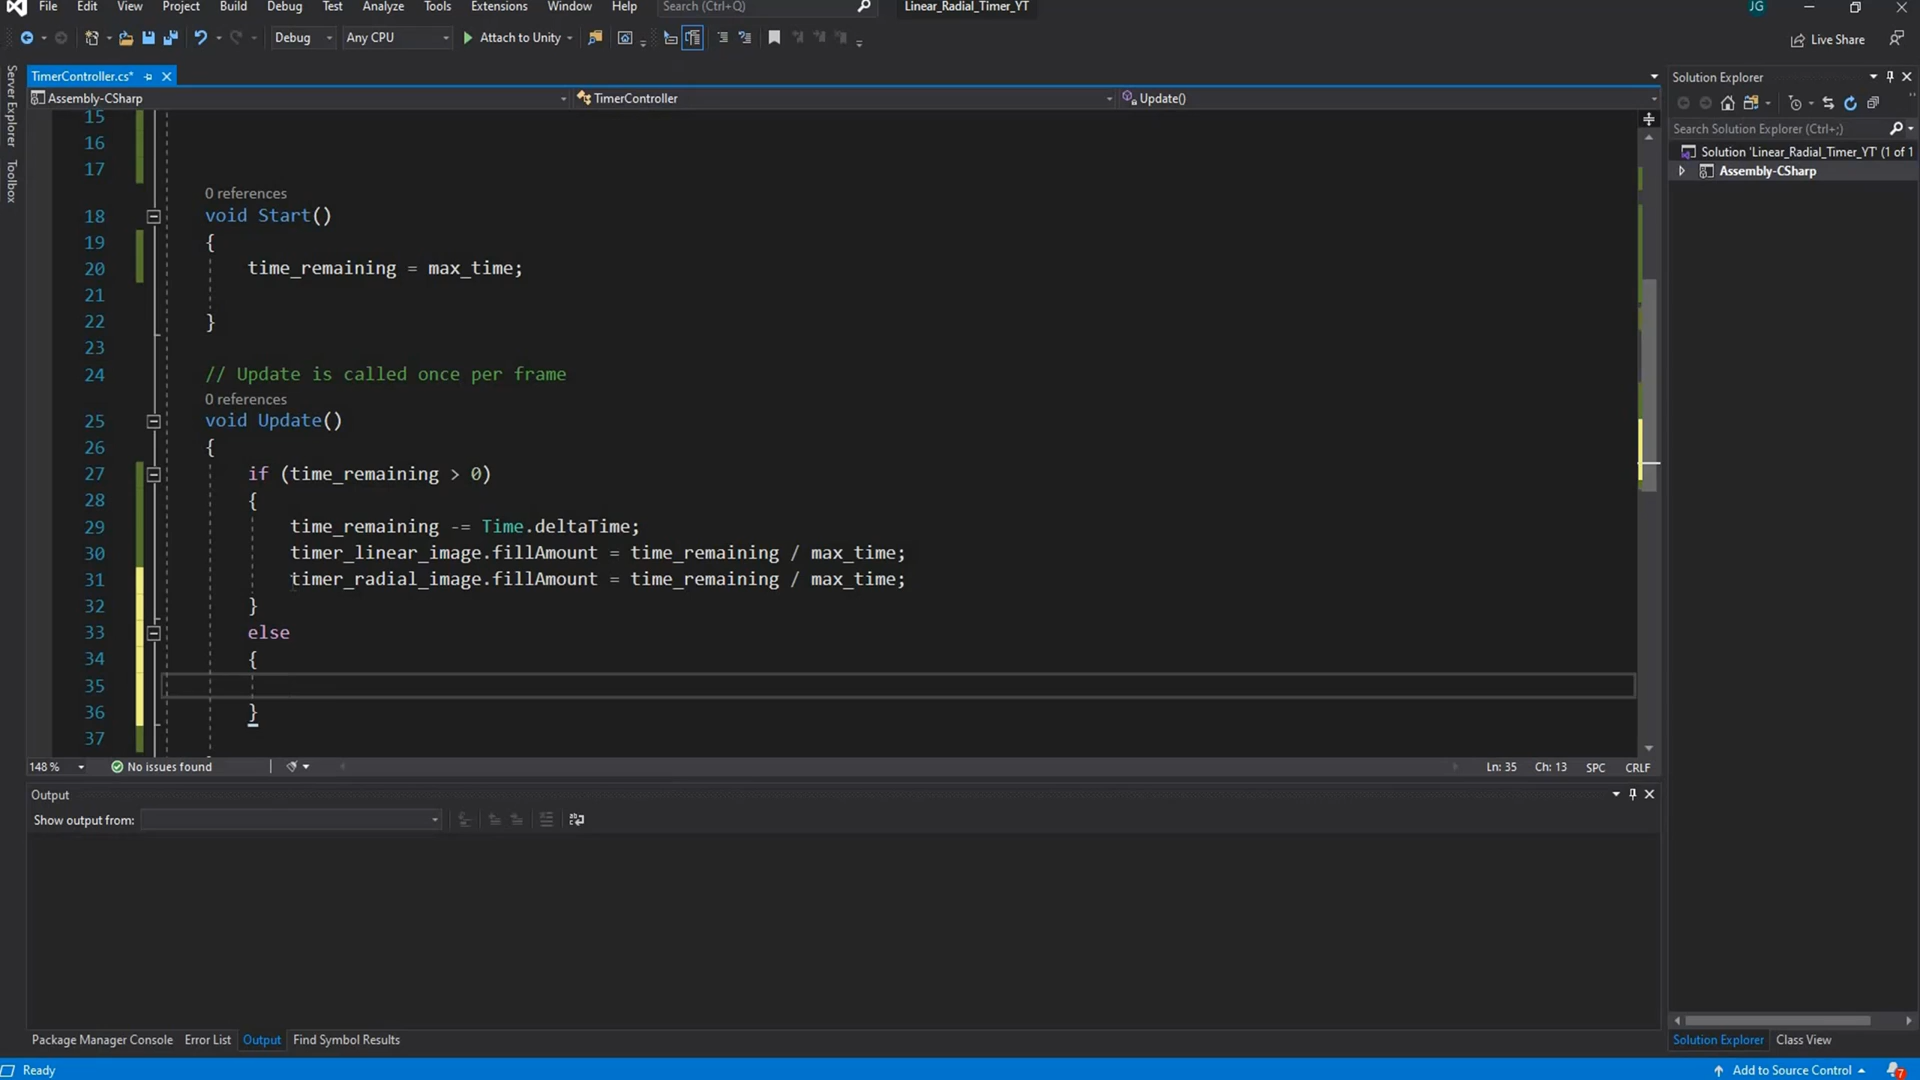 File Edit View Project Build Debug Test Analyze Tools Extensions Window Help Search (Ctrl+Q) Linear_Radial_Timer_YT JG
Debug Any CPU Attach to Unity Live Share
Server Explorer
Toolbox
TimerController.cs*
Assembly-CSharp TimerController Update()
15
16
17
0 references
18 void Start()
19 {
20 time_remaining = max_time;
21
22 }
23
24 // Update is called once per frame
0 references
25 void Update()
26 {
27 if (time_remaining > 0)
28 {
29 time_remaining -= Time.deltaTime;
30 timer_linear_image.fillAmount = time_remaining / max_time;
31 timer_radial_image.fillAmount = time_remaining / max_time;
32 }
33 else
34 {
35
36 }
37
148 % No issues found Ln: 35 Ch: 13 SPC CRLF
Output
Show output from:
Package Manager Console Error List Output Find Symbol Results
Solution Explorer
Search Solution Explorer (Ctrl+;)
Solution 'Linear_Radial_Timer_YT' (1 of 1
Assembly-CSharp
Solution Explorer Class View
Ready Add to Source Control 7